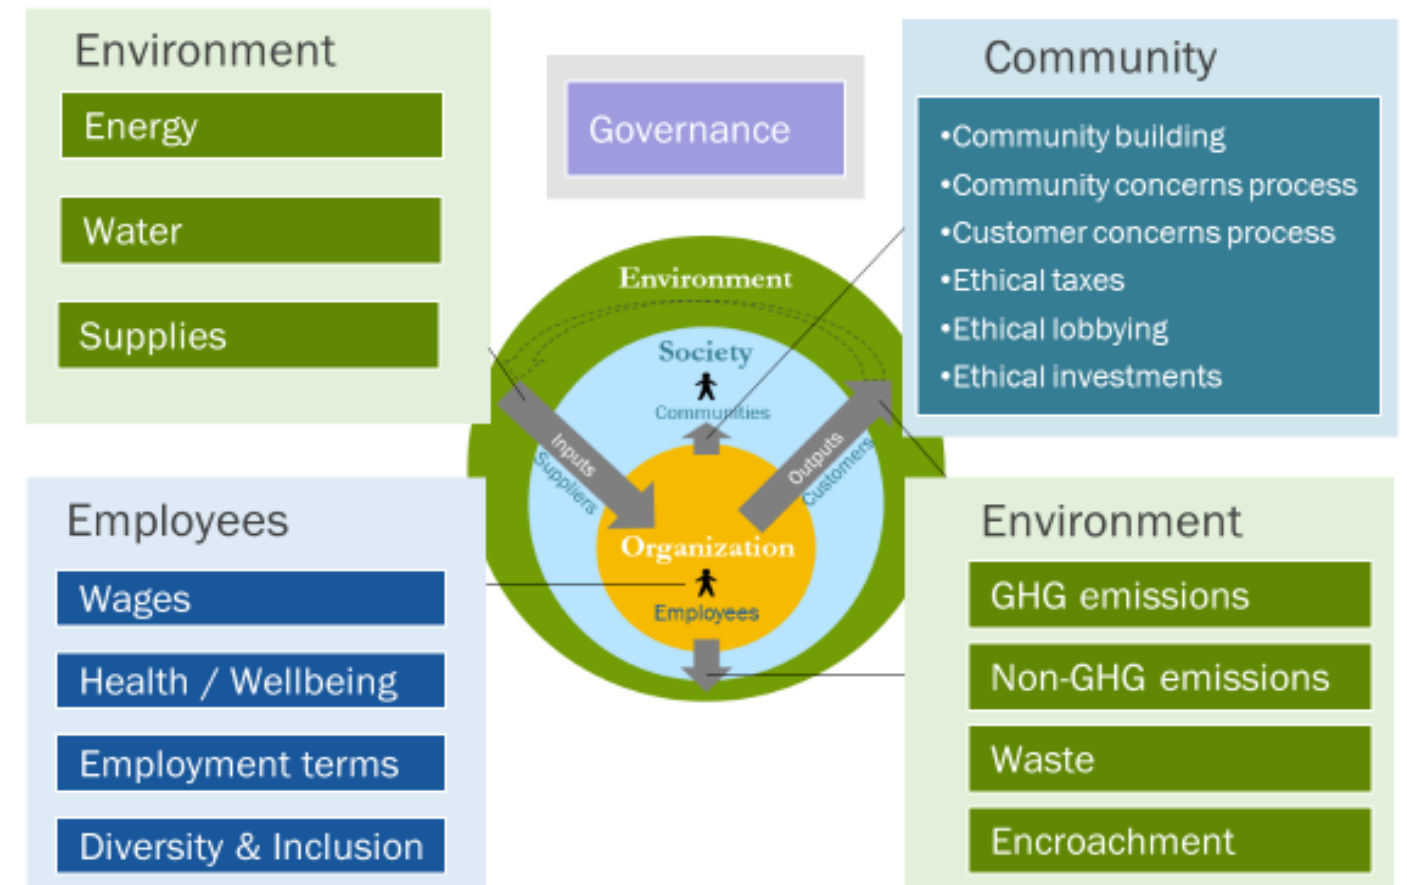 Environment
Energy
Water
Supplies
Governance
Community
•Community building
•Community concerns process
•Customer concerns process
•Ethical taxes
•Ethical lobbying
•Ethical investments
Environment
Society
Communities
Inputs
Suppliers
Outputs
Customers
Organization
Employees
Employees
Wages
Health / Wellbeing
Employment terms
Diversity & Inclusion
Environment
GHG emissions
Non-GHG emissions
Waste
Encroachment